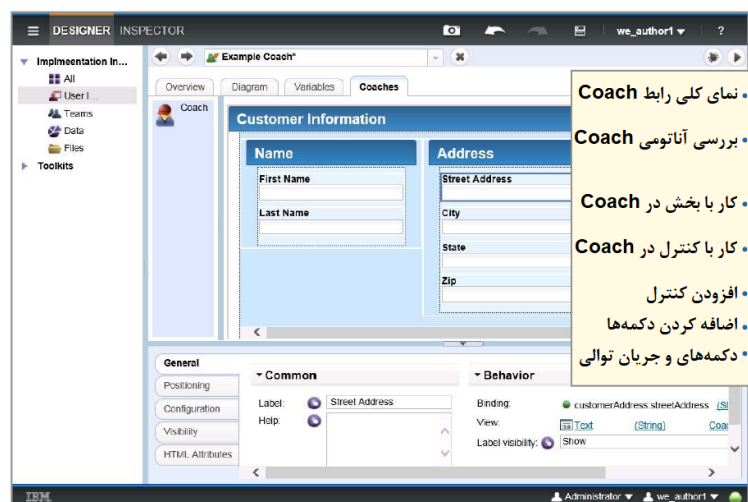 DESIGNER INSPECTOR
we_author1
?
Implmeentation In...
All
User I...
Teams
Data
Files
Toolkits
Example Coach*
Overview
Diagram
Variables
Coaches
Coach
Customer Information
Name
First Name
Last Name
Address
Street Address
City
State
Zip
• نمای کلی رابط Coach
• بررسی آناتومی Coach
• کار با بخش در Coach
• کار با کنترل در Coach
• افزودن کنترل
• اضافه کردن دکمه‌ها
• دکمه‌های و جریان توالی
General
Positioning
Configuration
Visibility
HTML Attributes
Common
Label: Street Address
Help:
Behavior
Binding: customerAddress.streetAddress (St
View: Text (String) Coac
Label visibility: Show
IBM
Administrator
we_author1